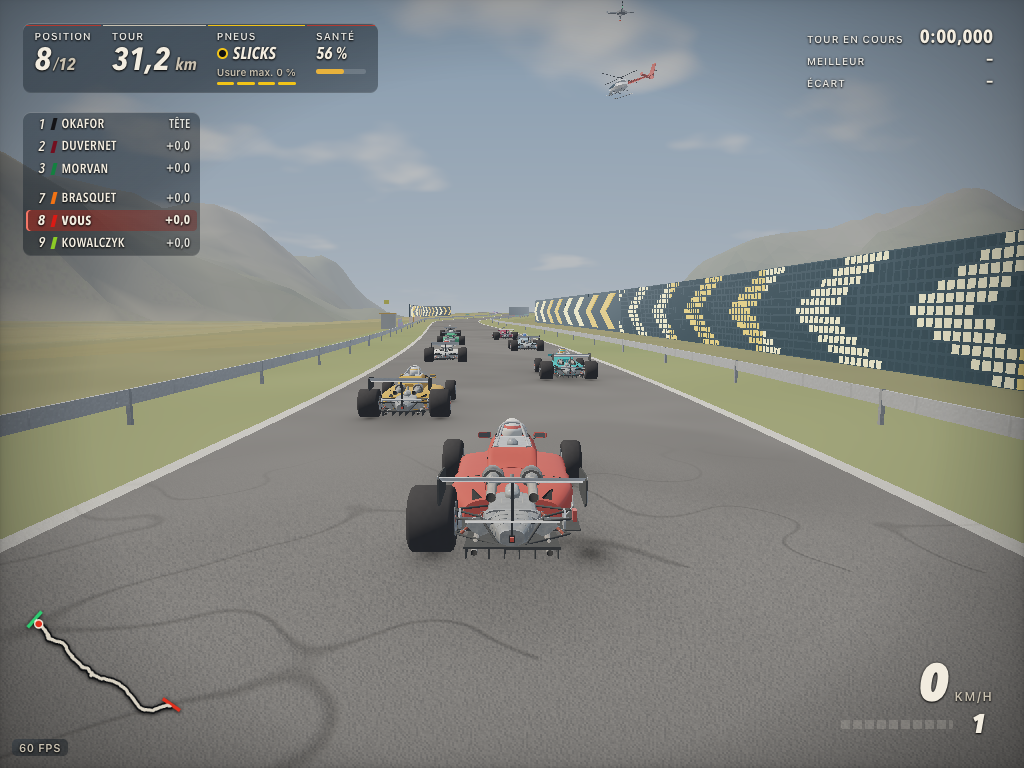 POSITION TOUR PNEUS SANTÉ
8/12 31,2 km SLICKS 56 %
Usure max. 0 %
TOUR EN COURS 0:00,000
MEILLEUR –
ÉCART –
1 OKAFOR TÊTE
2 DUVERNET +0,0
3 MORVAN +0,0
7 BRASQUET +0,0
8 VOUS +0,0
9 KOWALCZYK +0,0
0 KM/H
1
60 FPS